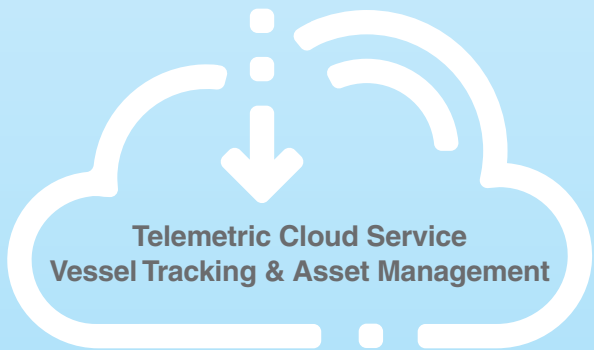 Telemetric Cloud Service
Vessel Tracking & Asset Management